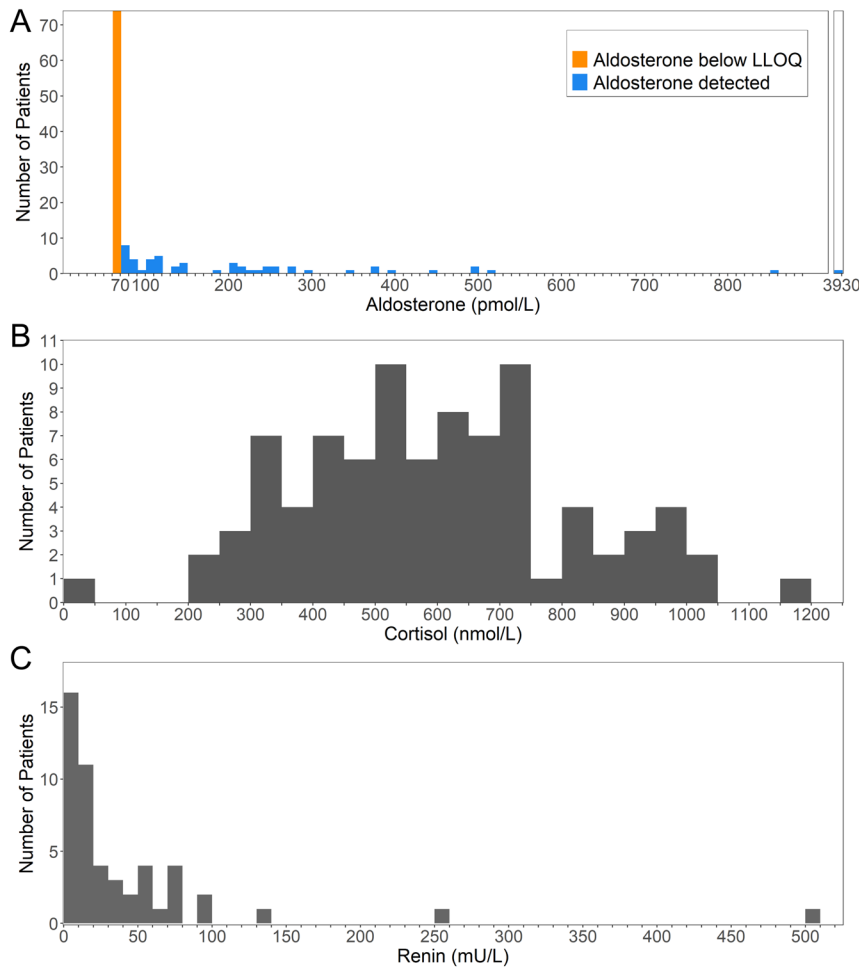 A
Number of Patients
70
60
50
40
30
20
10
0
Aldosterone below LLOQ
Aldosterone detected
70 100 200 300 400 500 600 700 800 3930
Aldosterone (pmol/L)
B
Number of Patients
11
10
9
8
7
6
5
4
3
2
1
0
0 100 200 300 400 500 600 700 800 900 1000 1100 1200
Cortisol (nmol/L)
C
Number of Patients
15
10
5
0
0 50 100 150 200 250 300 350 400 450 500
Renin (mU/L)